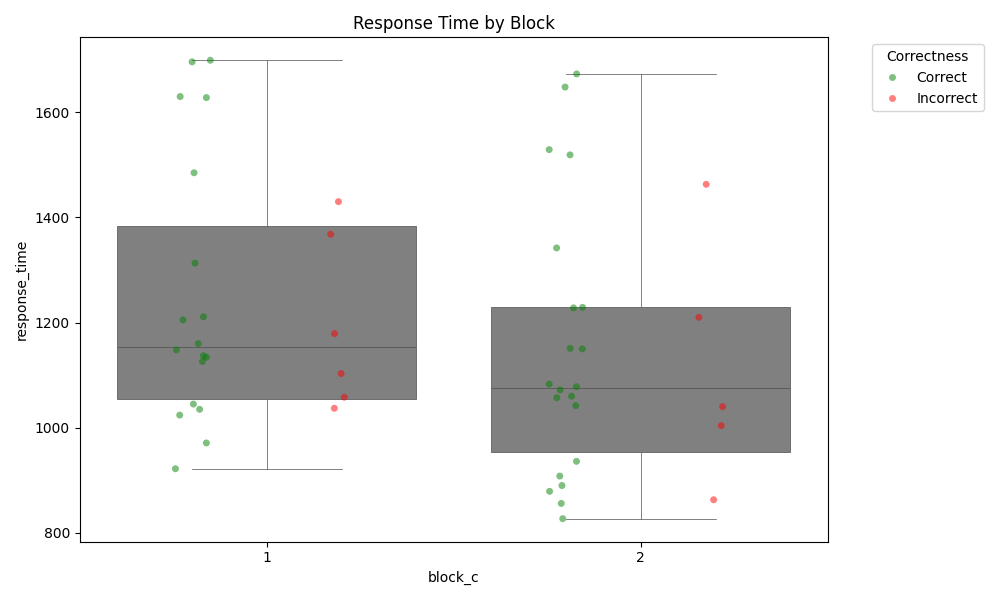 Response Time by Block
Correctness
Correct
Incorrect
1600
1400
1200
1000
800
response_time
1
2
block_c